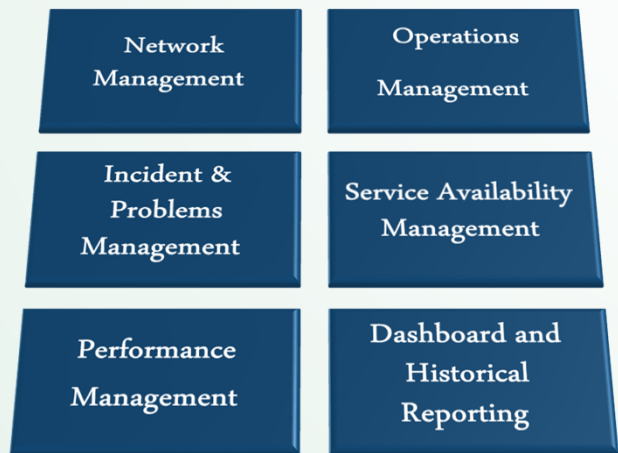 Network
Management
Operations
Management
Incident &
Problems
Management
Service Availability
Management
Performance
Management
Dashboard and
Historical
Reporting